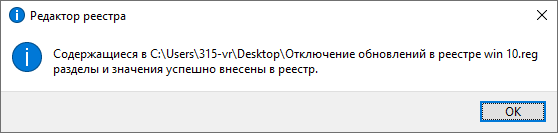 Редактор реестра
Содержащиеся в C:\Users\315-vr\Desktop\Отключение обновлений в реестре win 10.reg
разделы и значения успешно внесены в реестр.
OK